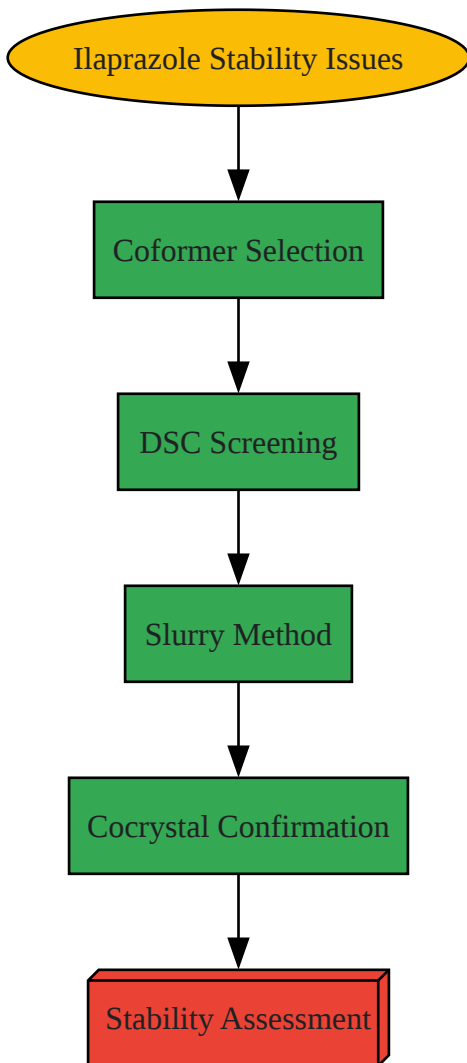 Ilaprazole Stability Issues
Coformer Selection
DSC Screening
Slurry Method
Cocrystal Confirmation
Stability Assessment